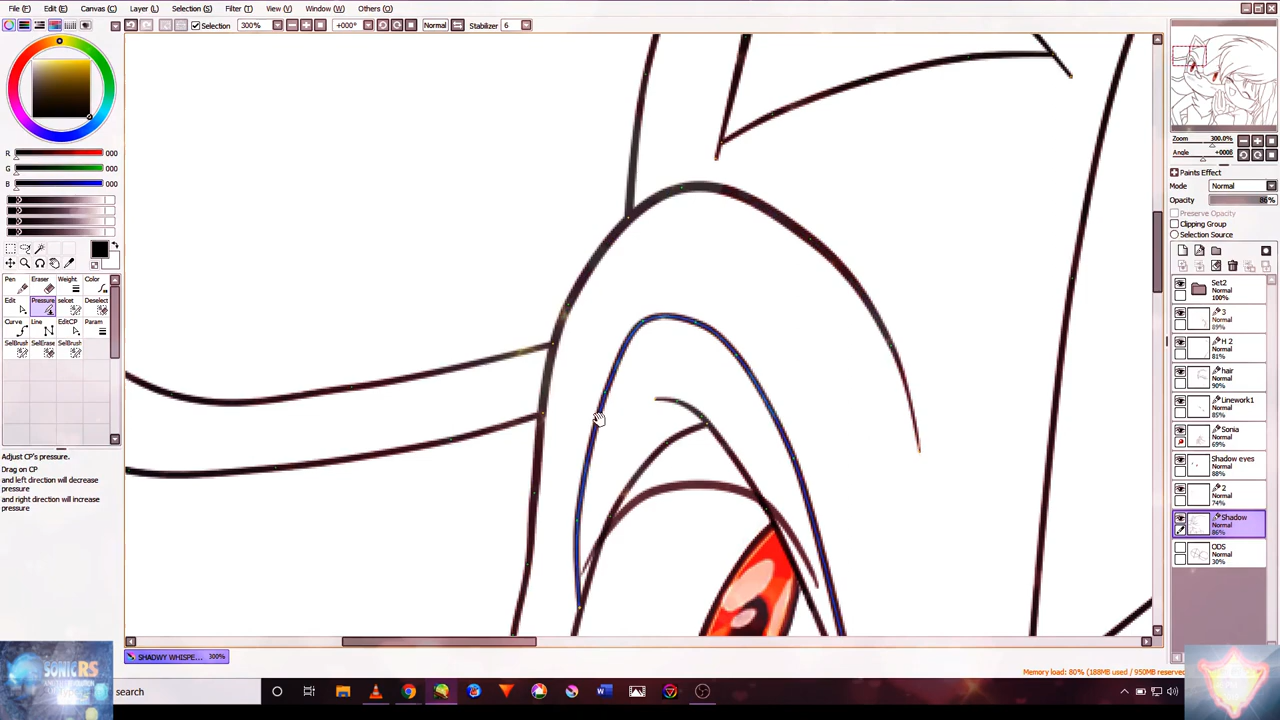 File (F) Edit (E) Canvas (C) Layer (L) Selection (S) Filter (T) View (V) Window (W) Others (O)
Selection 300% +000° Normal Stabilizer 6
R 000
G 000
B 000
Pen Eraser Weight Color
Edit Pressure select Deselect
Curve Line EditCP Param
SelBrush SelErase SelBrush SelBrush
Adjust CP's pressure.
Drag on CP
and left direction will decrease
pressure
and right direction will increase
pressure
Zoom 300.0%
Angle +000θ
Paints Effect
Mode Normal
Opacity 86%
Preserve Opacity
Clipping Group
Selection Source
Set2
Normal
100%
3
Normal
89%
H 2
Normal
81%
hair
Normal
90%
Linework1
Normal
85%
Sonia
Normal
69%
Shadow eyes
Normal
88%
2
Normal
74%
Shadow
Normal
86%
ODS
Normal
30%
SHADWY WHISPE... 300%
Memory load: 80% (188MB used / 950MB reserved
SONIC RS
search